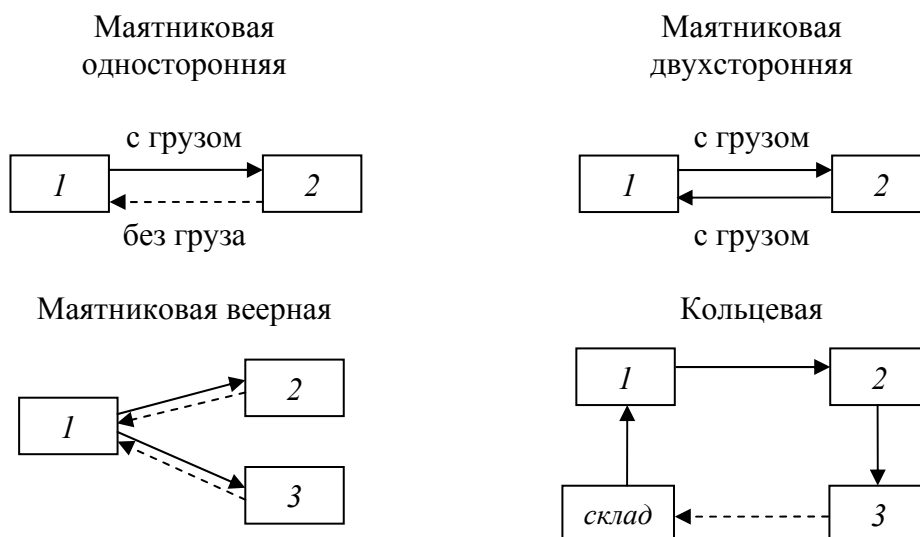 Маятниковая
односторонняя
с грузом
1
2
без груза
Маятниковая
двухсторонняя
с грузом
1
2
с грузом
Маятниковая веерная
1
2
3
Кольцевая
1
2
склад
3